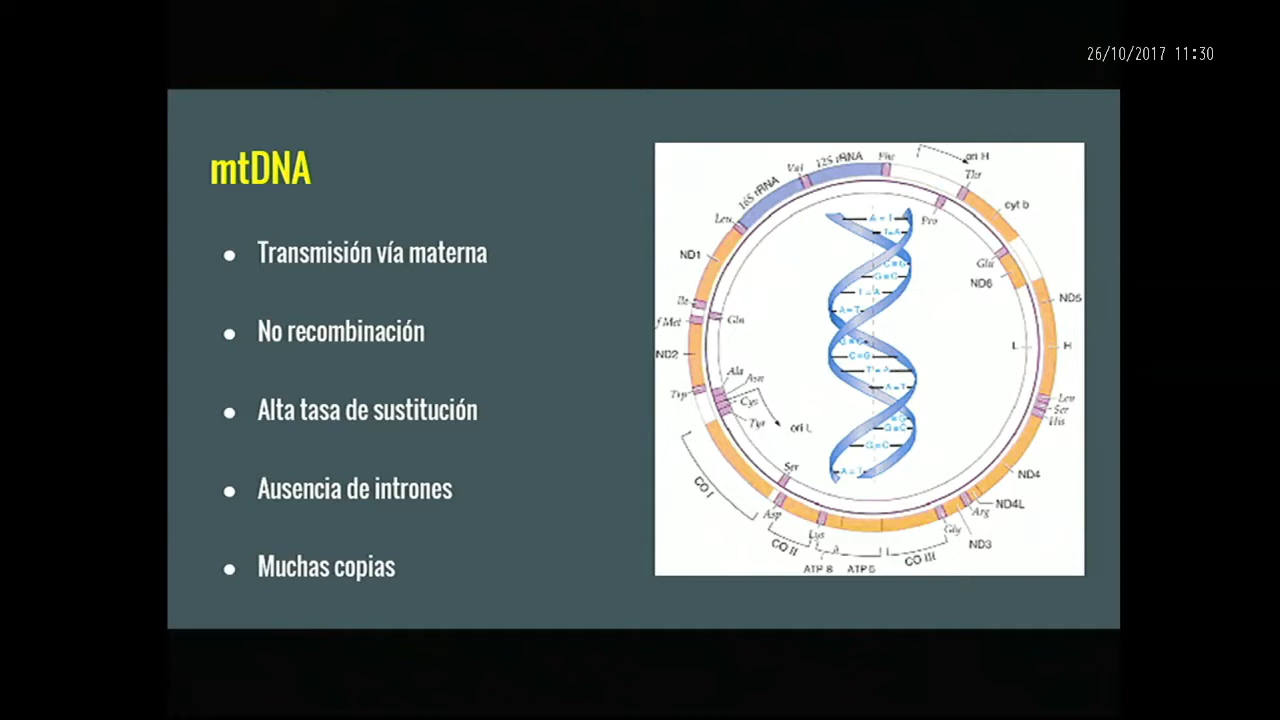 26/10/2017 11:30
mtDNA
● Transmisión vía materna
● No recombinación
● Alta tasa de sustitución
● Ausencia de intrones
● Muchas copias
ori H
12S rRNA
Phe
Val
Thr
16S rRNA
cyt b
Leu
Pro
ND1
Glu
ND6
Ile
ND5
f Met
Gln
L
H
ND2
Ala
Asn
Trp
Cys
Leu
Ser
His
Tyr
ori L
Ser
ND4
CO I
ND4L
Asp
Arg
Lys
Gly
CO II
ND3
CO III
ATP 8
ATP 6
A = T
T = A
C = G
G = C
T = A
A = T
G = C
C = G
T = A
A = T
G = C
G = C
A = T